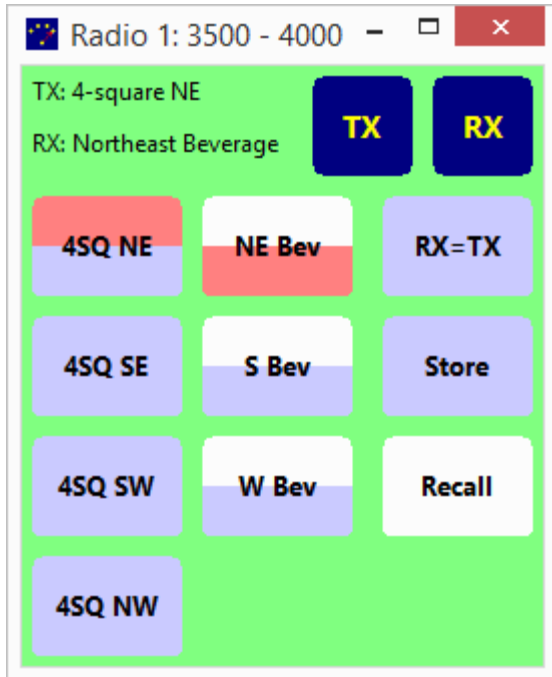 Radio 1: 3500 - 4000
TX: 4-square NE
RX: Northeast Beverage
TX
RX
4SQ NE
NE Bev
RX=TX
4SQ SE
S Bev
Store
4SQ SW
W Bev
Recall
4SQ NW